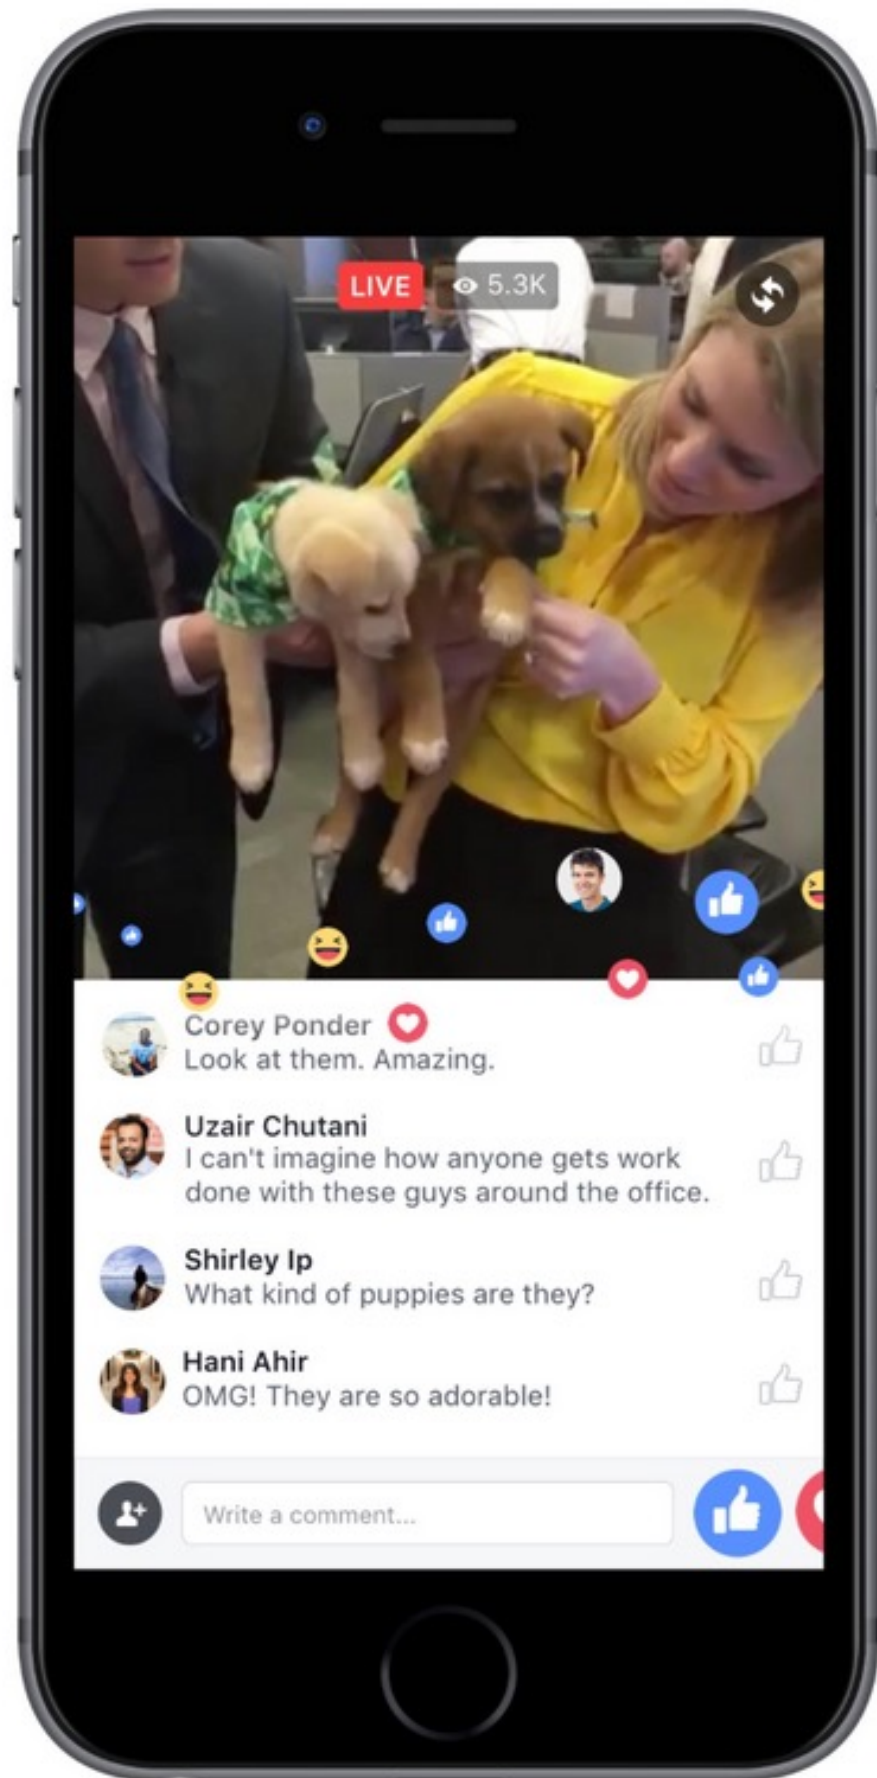 LIVE 5.3K
Corey Ponder
Look at them. Amazing.
Uzair Chutani
I can't imagine how anyone gets work
done with these guys around the office.
Shirley Ip
What kind of puppies are they?
Hani Ahir
OMG! They are so adorable!
Write a comment...